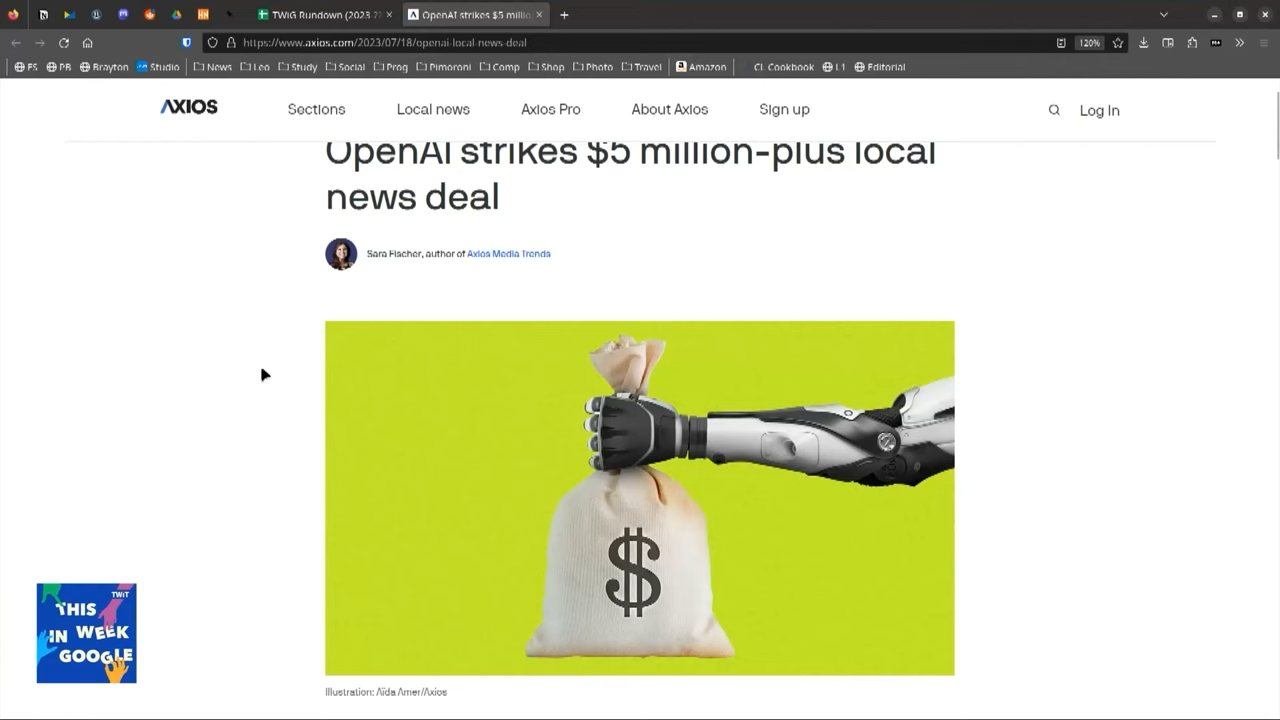 TWiG Rundown (2023 ??
OpenAI strikes $5 millio
https://www.axios.com/2023/07/18/openai-local-news-deal
120%
FS PB Brayton Studio News Leo Study Social Prog Pimoroni Comp Shop Photo Travel Amazon CL Cookbook L1 Editorial
AXIOS
Sections Local news Axios Pro About Axios Sign up Log In
OpenAI strikes $5 million-plus local
news deal
Sara Fischer, author of Axios Media Trends
$
TWiT
THIS
IN WEEK
GOOGLE
Illustration: Aïda Amer/Axios